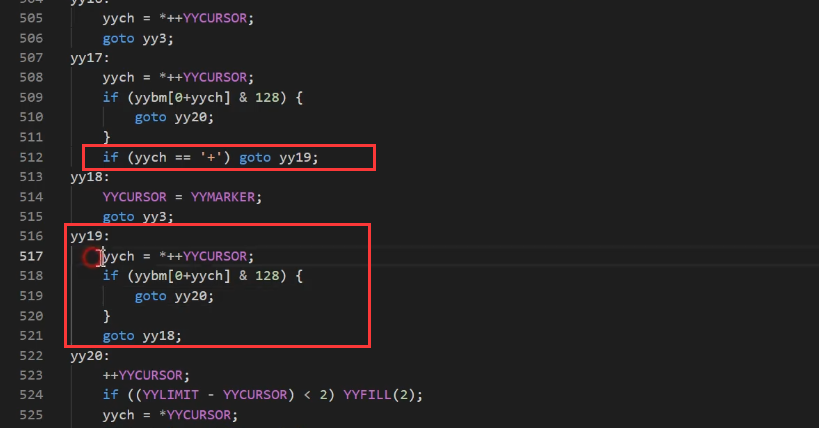 504 yy16:
505     yych = *++YYCURSOR;
506     goto yy3;
507 yy17:
508     yych = *++YYCURSOR;
509     if (yybm[0+yych] & 128) {
510         goto yy20;
511     }
512     if (yych == '+') goto yy19;
513 yy18:
514     YYCURSOR = YYMARKER;
515     goto yy3;
516 yy19:
517     yych = *++YYCURSOR;
518     if (yybm[0+yych] & 128) {
519         goto yy20;
520     }
521     goto yy18;
522 yy20:
523     ++YYCURSOR;
524     if ((YYLIMIT - YYCURSOR) < 2) YYFILL(2);
525     yych = *YYCURSOR;